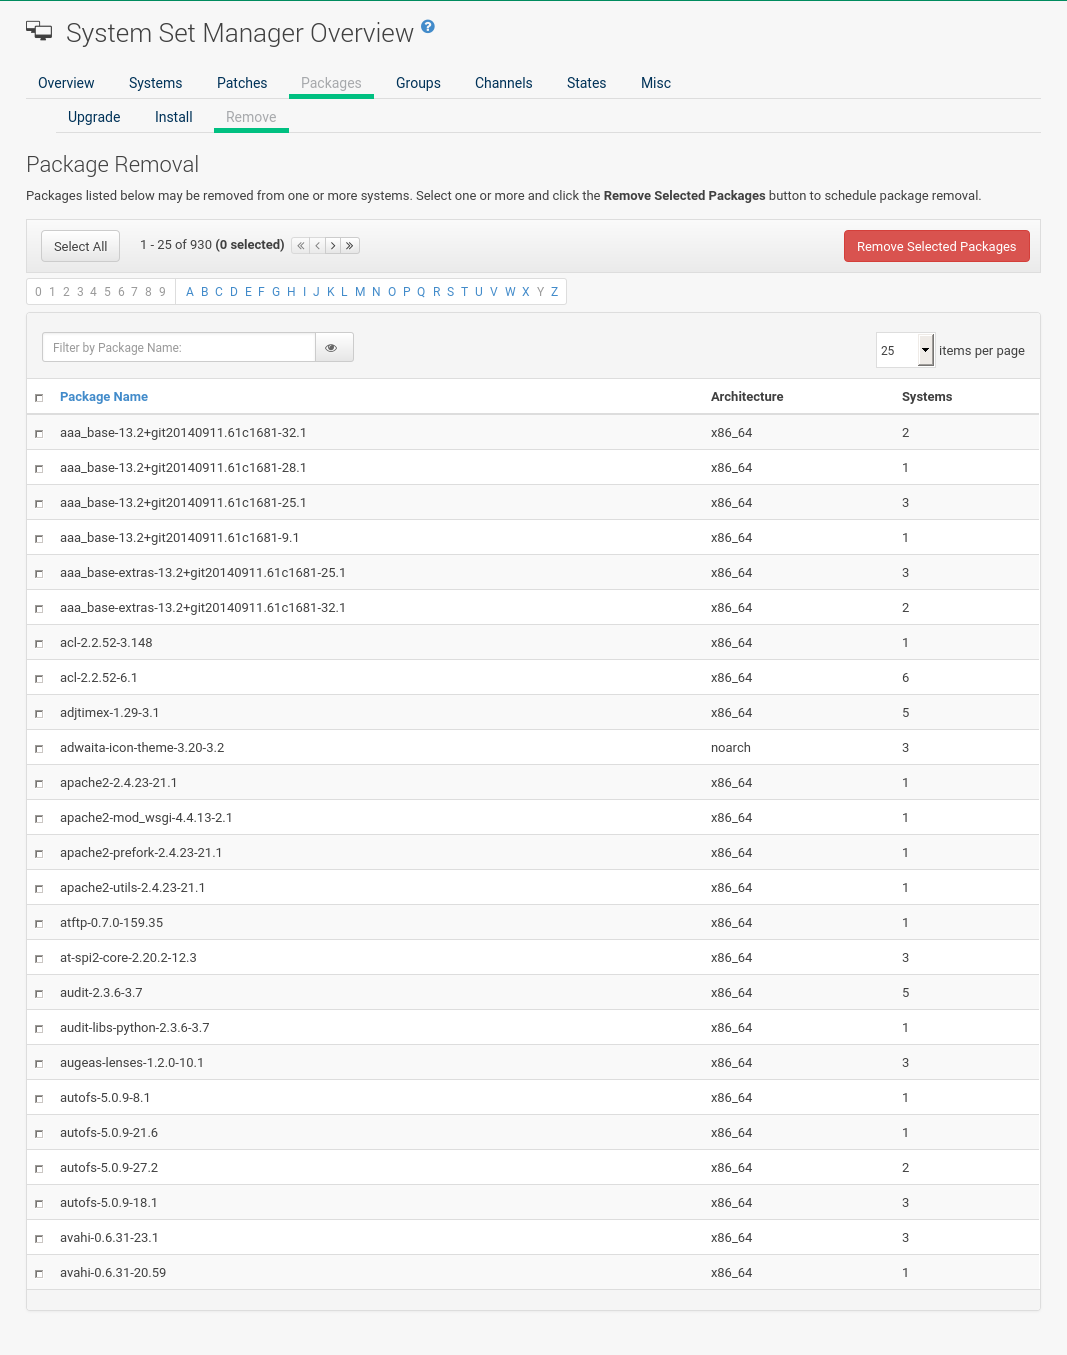 System Set Manager Overview ?
Overview Systems Patches Packages Groups Channels States Misc
Upgrade Install Remove
Package Removal
Packages listed below may be removed from one or more systems. Select one or more and click the Remove Selected Packages button to schedule package removal.
Select All 1 - 25 of 930 (0 selected) Remove Selected Packages
0 1 2 3 4 5 6 7 8 9 A B C D E F G H I J K L M N O P Q R S T U V W X Y Z
Filter by Package Name: 25 items per page
Package Name Architecture Systems
aaa_base-13.2+git20140911.61c1681-32.1 x86_64 2
aaa_base-13.2+git20140911.61c1681-28.1 x86_64 1
aaa_base-13.2+git20140911.61c1681-25.1 x86_64 3
aaa_base-13.2+git20140911.61c1681-9.1 x86_64 1
aaa_base-extras-13.2+git20140911.61c1681-25.1 x86_64 3
aaa_base-extras-13.2+git20140911.61c1681-32.1 x86_64 2
acl-2.2.52-3.148 x86_64 1
acl-2.2.52-6.1 x86_64 6
adjtimex-1.29-3.1 x86_64 5
adwaita-icon-theme-3.20-3.2 noarch 3
apache2-2.4.23-21.1 x86_64 1
apache2-mod_wsgi-4.4.13-2.1 x86_64 1
apache2-prefork-2.4.23-21.1 x86_64 1
apache2-utils-2.4.23-21.1 x86_64 1
atftp-0.7.0-159.35 x86_64 1
at-spi2-core-2.20.2-12.3 x86_64 3
audit-2.3.6-3.7 x86_64 5
audit-libs-python-2.3.6-3.7 x86_64 1
augeas-lenses-1.2.0-10.1 x86_64 3
autofs-5.0.9-8.1 x86_64 1
autofs-5.0.9-21.6 x86_64 1
autofs-5.0.9-27.2 x86_64 2
autofs-5.0.9-18.1 x86_64 3
avahi-0.6.31-23.1 x86_64 3
avahi-0.6.31-20.59 x86_64 1